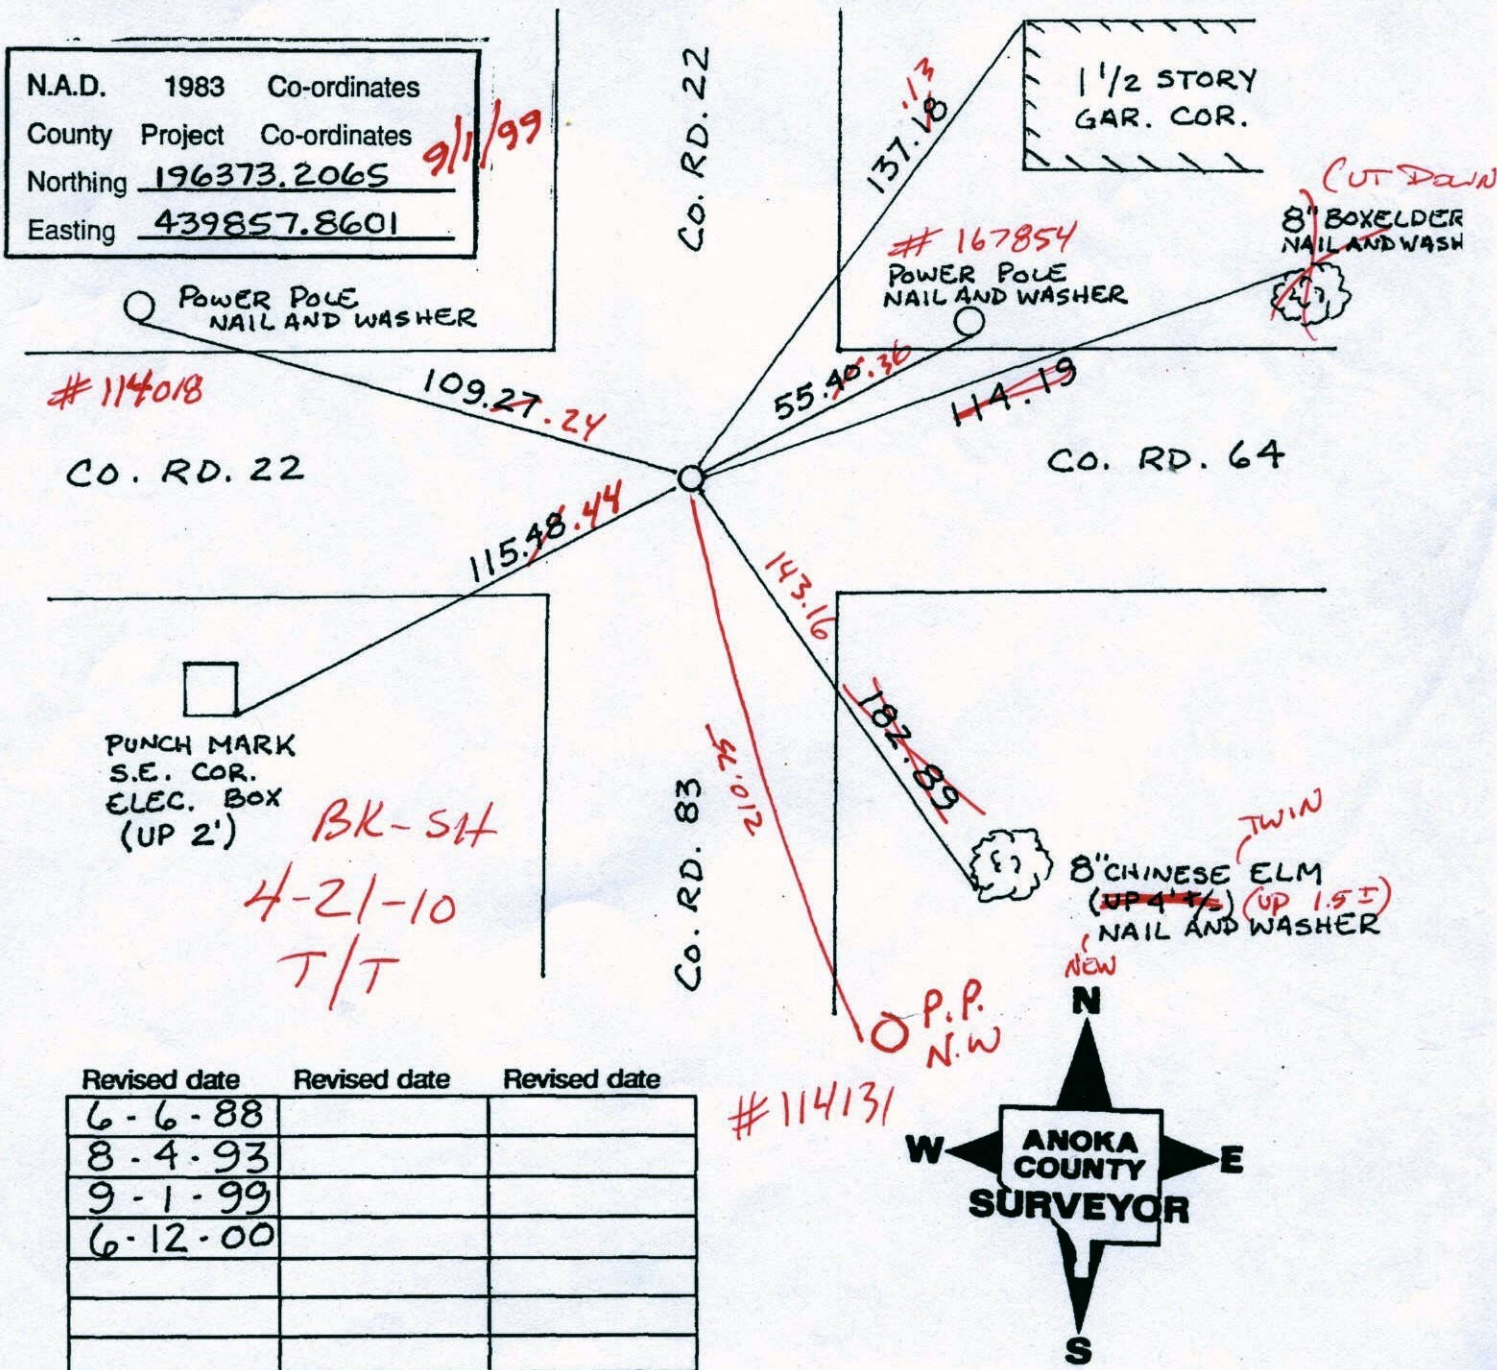 N.A.D. 1983 Co-ordinates
County Project Co-ordinates
9/1/99
Northing 196373.2065
Easting 439857.8601
CO. RD. 22
137.18 .13
1 1/2 STORY
GAR. COR.
CUT DOWN
8" BOXELDER
NAIL AND WASH
# 167854
POWER POLE
NAIL AND WASHER
POWER POLE
NAIL AND WASHER
# 114018
109.27 .24
55.40 .36
114.19
CO. RD. 22
CO. RD. 64
115.48 .44
143.16
182.89
210.75
PUNCH MARK
S.E. COR.
ELEC. BOX
(UP 2')
BK-SH
4-21-10
T/T
CO. RD. 83
TWIN
8" CHINESE ELM
(UP 4' +/-) (UP 1.5 ±)
NAIL AND WASHER
NEW
P.P.
N.W
# 114131
Revised date Revised date Revised date
6-6-88
8-4-93
9-1-99
6-12-00
N
W
ANOKA
COUNTY
SURVEYOR
E
S